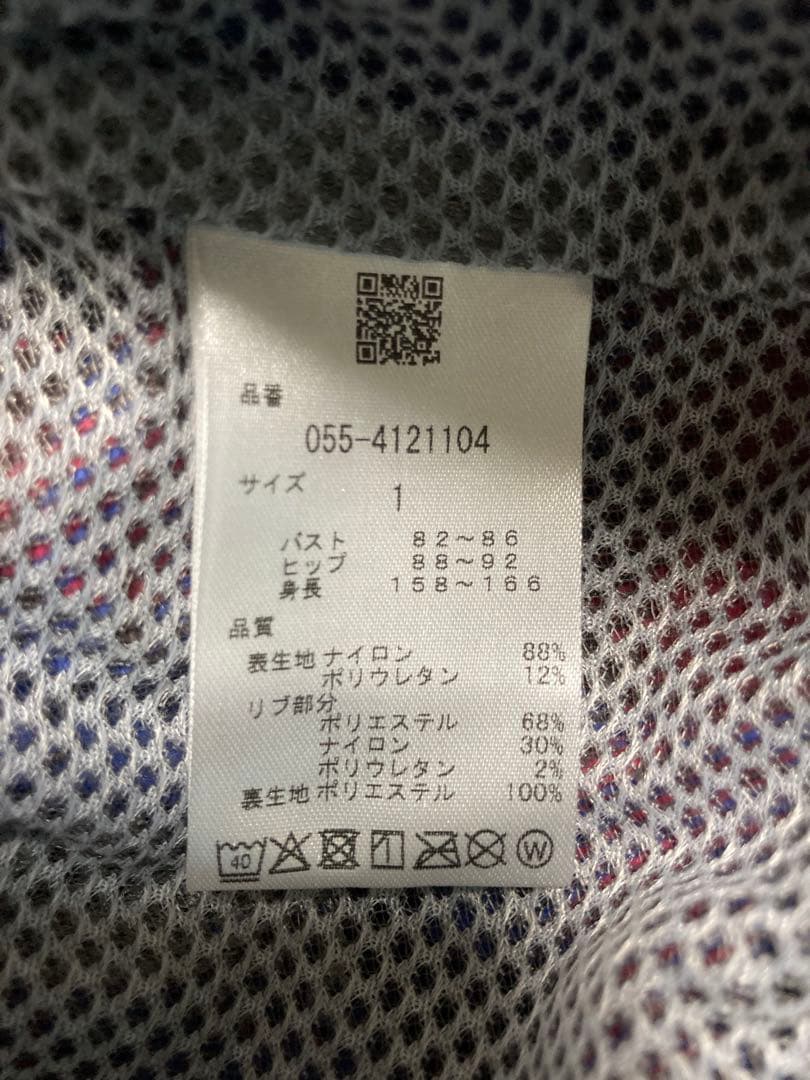 品番
055-4121104
サイズ 1
バスト 82～86
ヒップ 88～92
身長 158～166
品質
表生地 ナイロン 88%
ポリウレタン 12%
リブ部分
ポリエステル 68%
ナイロン 30%
ポリウレタン 2%
裏生地 ポリエステル 100%
40 W